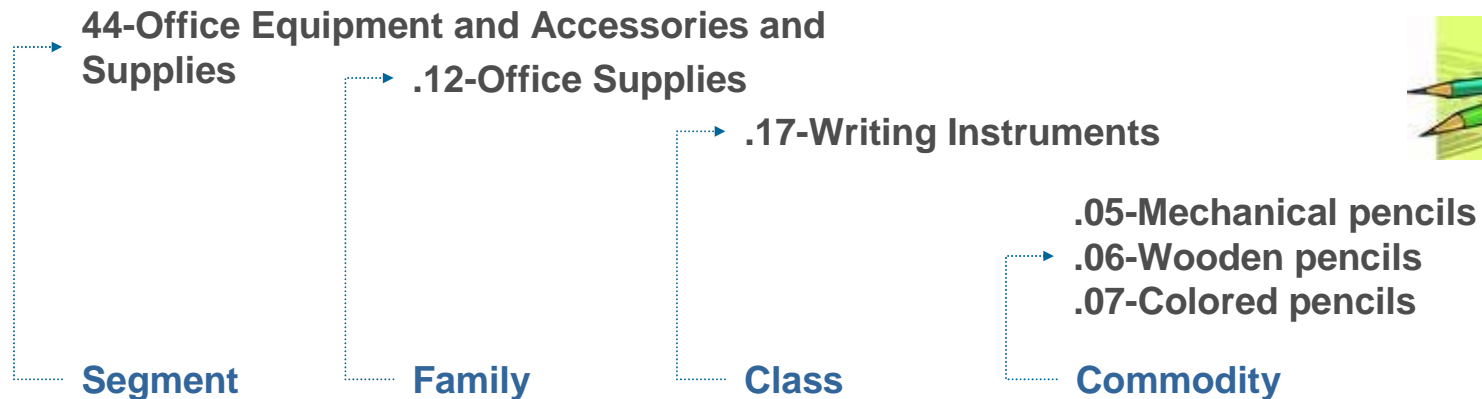 44-Office Equipment and Accessories and
Supplies
.12-Office Supplies
.17-Writing Instruments
.05-Mechanical pencils
.06-Wooden pencils
.07-Colored pencils
Segment Family Class Commodity